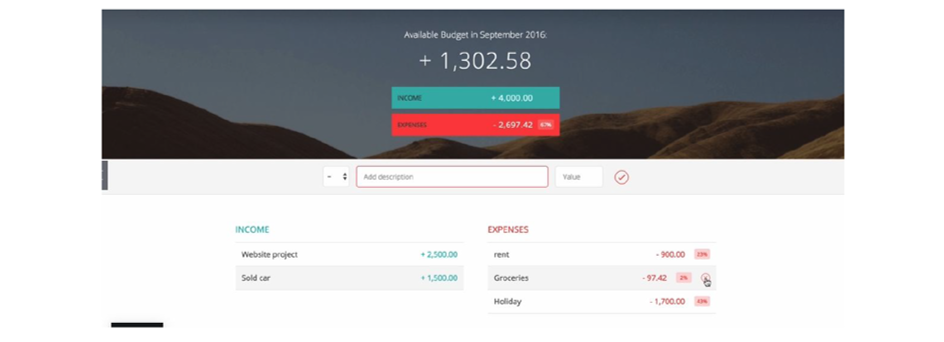 Available Budget in September 2016:
+ 1,302.58
INCOME + 4,000.00
EXPENSES - 2,697.42 67%
- Add description Value
INCOME
Website project + 2,500.00
Sold car + 1,500.00
EXPENSES
rent - 900.00 23%
Groceries - 97.42 2%
Holiday - 1,700.00 43%